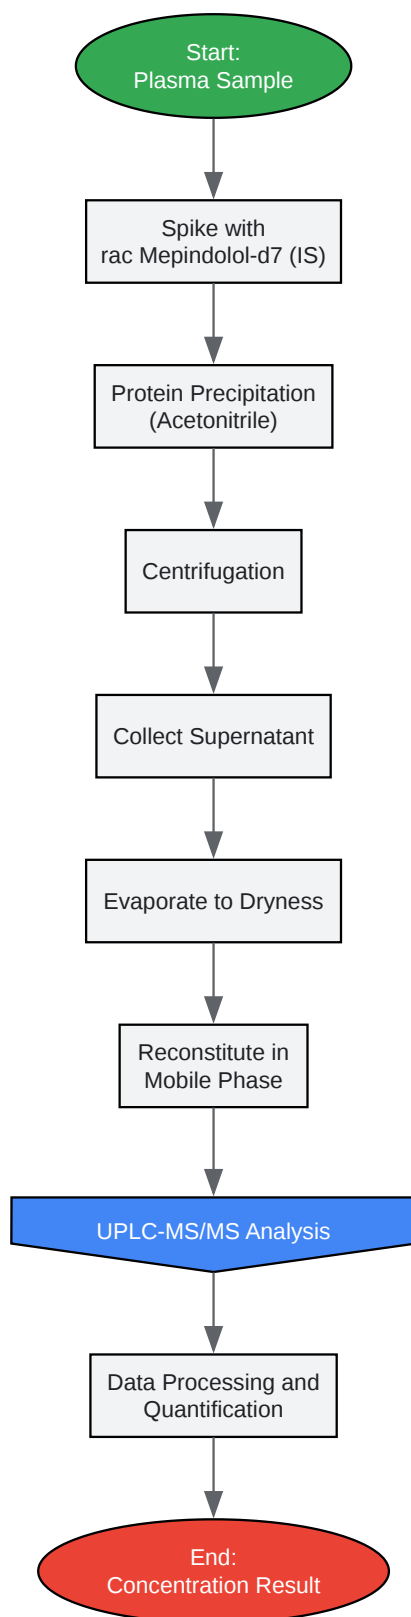 Start:
Plasma Sample
Spike with
rac Mepindolol-d7 (IS)
Protein Precipitation
(Acetonitrile)
Centrifugation
Collect Supernatant
Evaporate to Dryness
Reconstitute in
Mobile Phase
UPLC-MS/MS Analysis
Data Processing and
Quantification
End:
Concentration Result